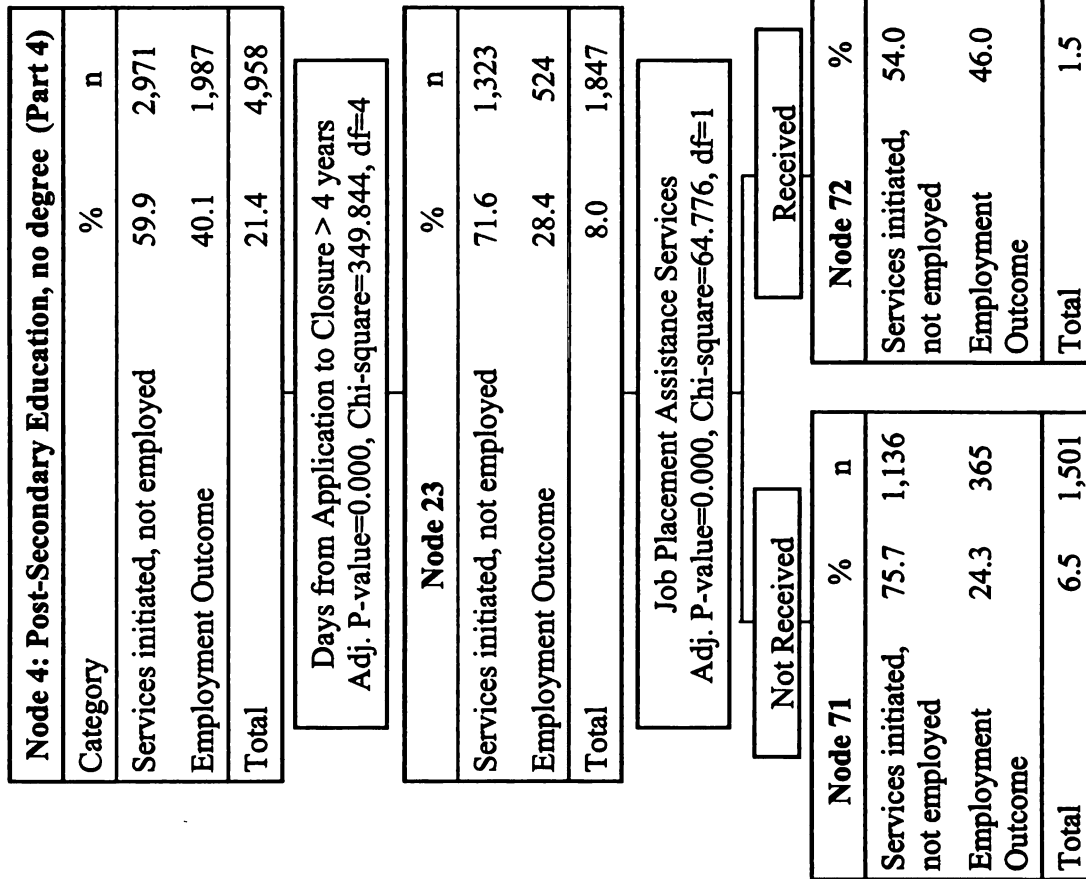 Node 4: Post-Secondary Education, no degree (Part 4)
Category % n
Services initiated, not employed 59.9 2,971
Employment Outcome 40.1 1,987
Total 21.4 4,958
Days from Application to Closure > 4 years
Adj. P-value=0.000, Chi-square=349.844, df=4
Node 23 % n
Services initiated, not employed 71.6 1,323
Employment Outcome 28.4 524
Total 8.0 1,847
Job Placement Assistance Services
Adj. P-value=0.000, Chi-square=64.776, df=1
Not Received
Received
Node 71 % n
Services initiated, 75.7 1,136
not employed
Employment 24.3 365
Outcome
Total 6.5 1,501
Node 72 %
Services initiated, 54.0
not employed
Employment 46.0
Outcome
Total 1.5